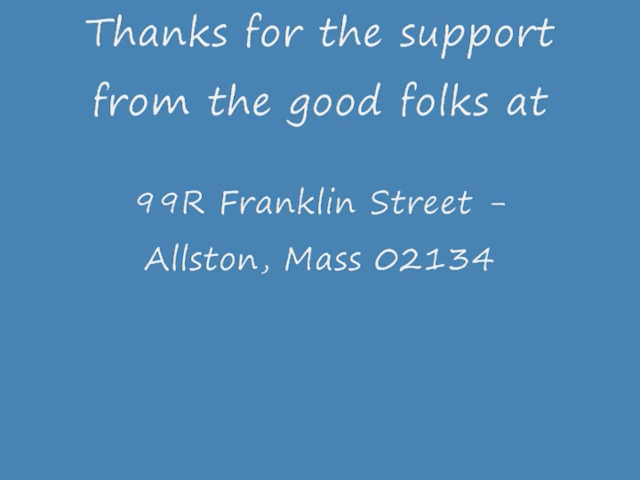 Thanks for the support
from the good folks at
99R Franklin Street -
Allston, Mass 02134